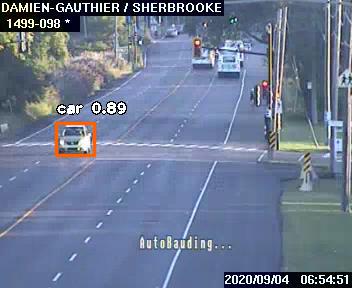 DAMIEN-GAUTHIER / SHERBROOKE
1499-098 *
car 0.89
AutoBauding...
2020/09/04 06:54:51